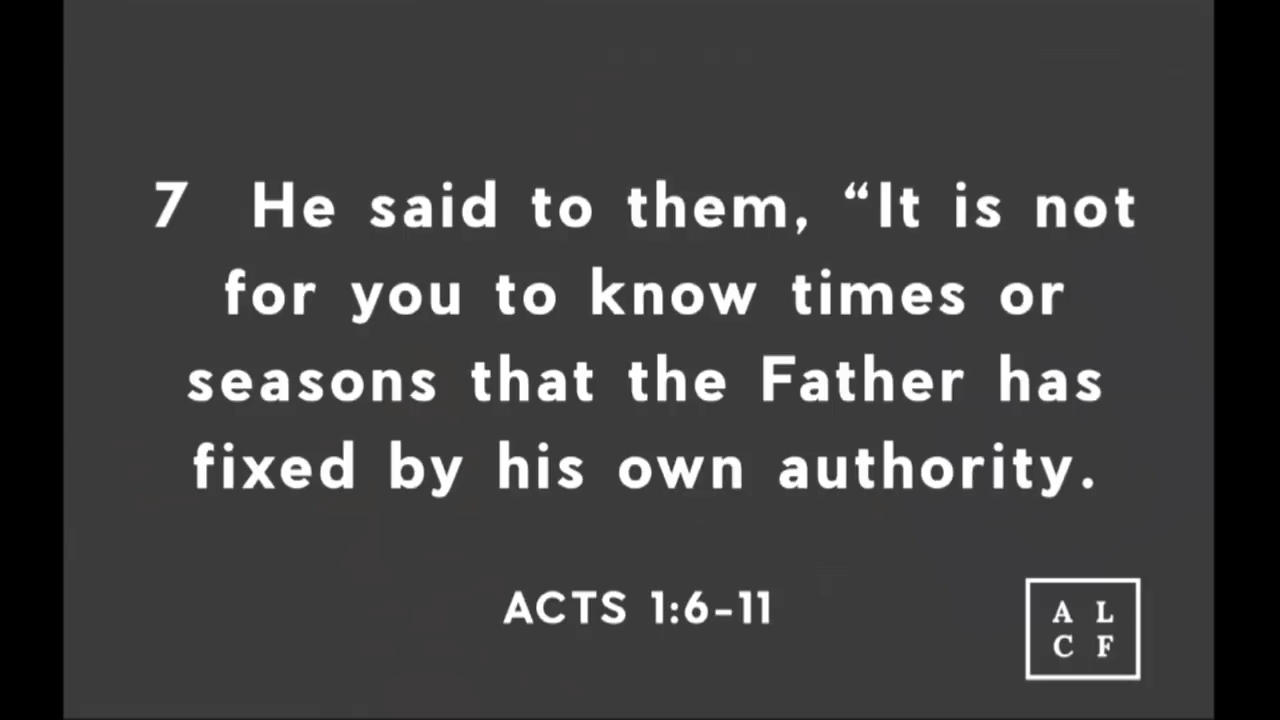 7 He said to them, “It is not
for you to know times or
seasons that the Father has
fixed by his own authority.
ACTS 1:6-11
A L
C F